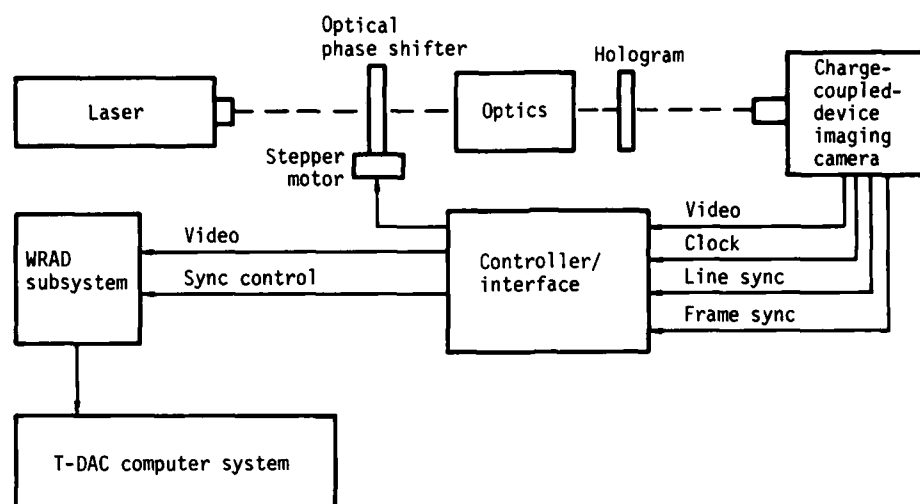 Optical
phase shifter
Hologram
Charge-
coupled-
device
imaging
camera
Laser
Optics
Stepper
motor
Video
Clock
Line sync
Frame sync
Controller/
interface
Video
Sync control
WRAD
subsystem
T-DAC computer system